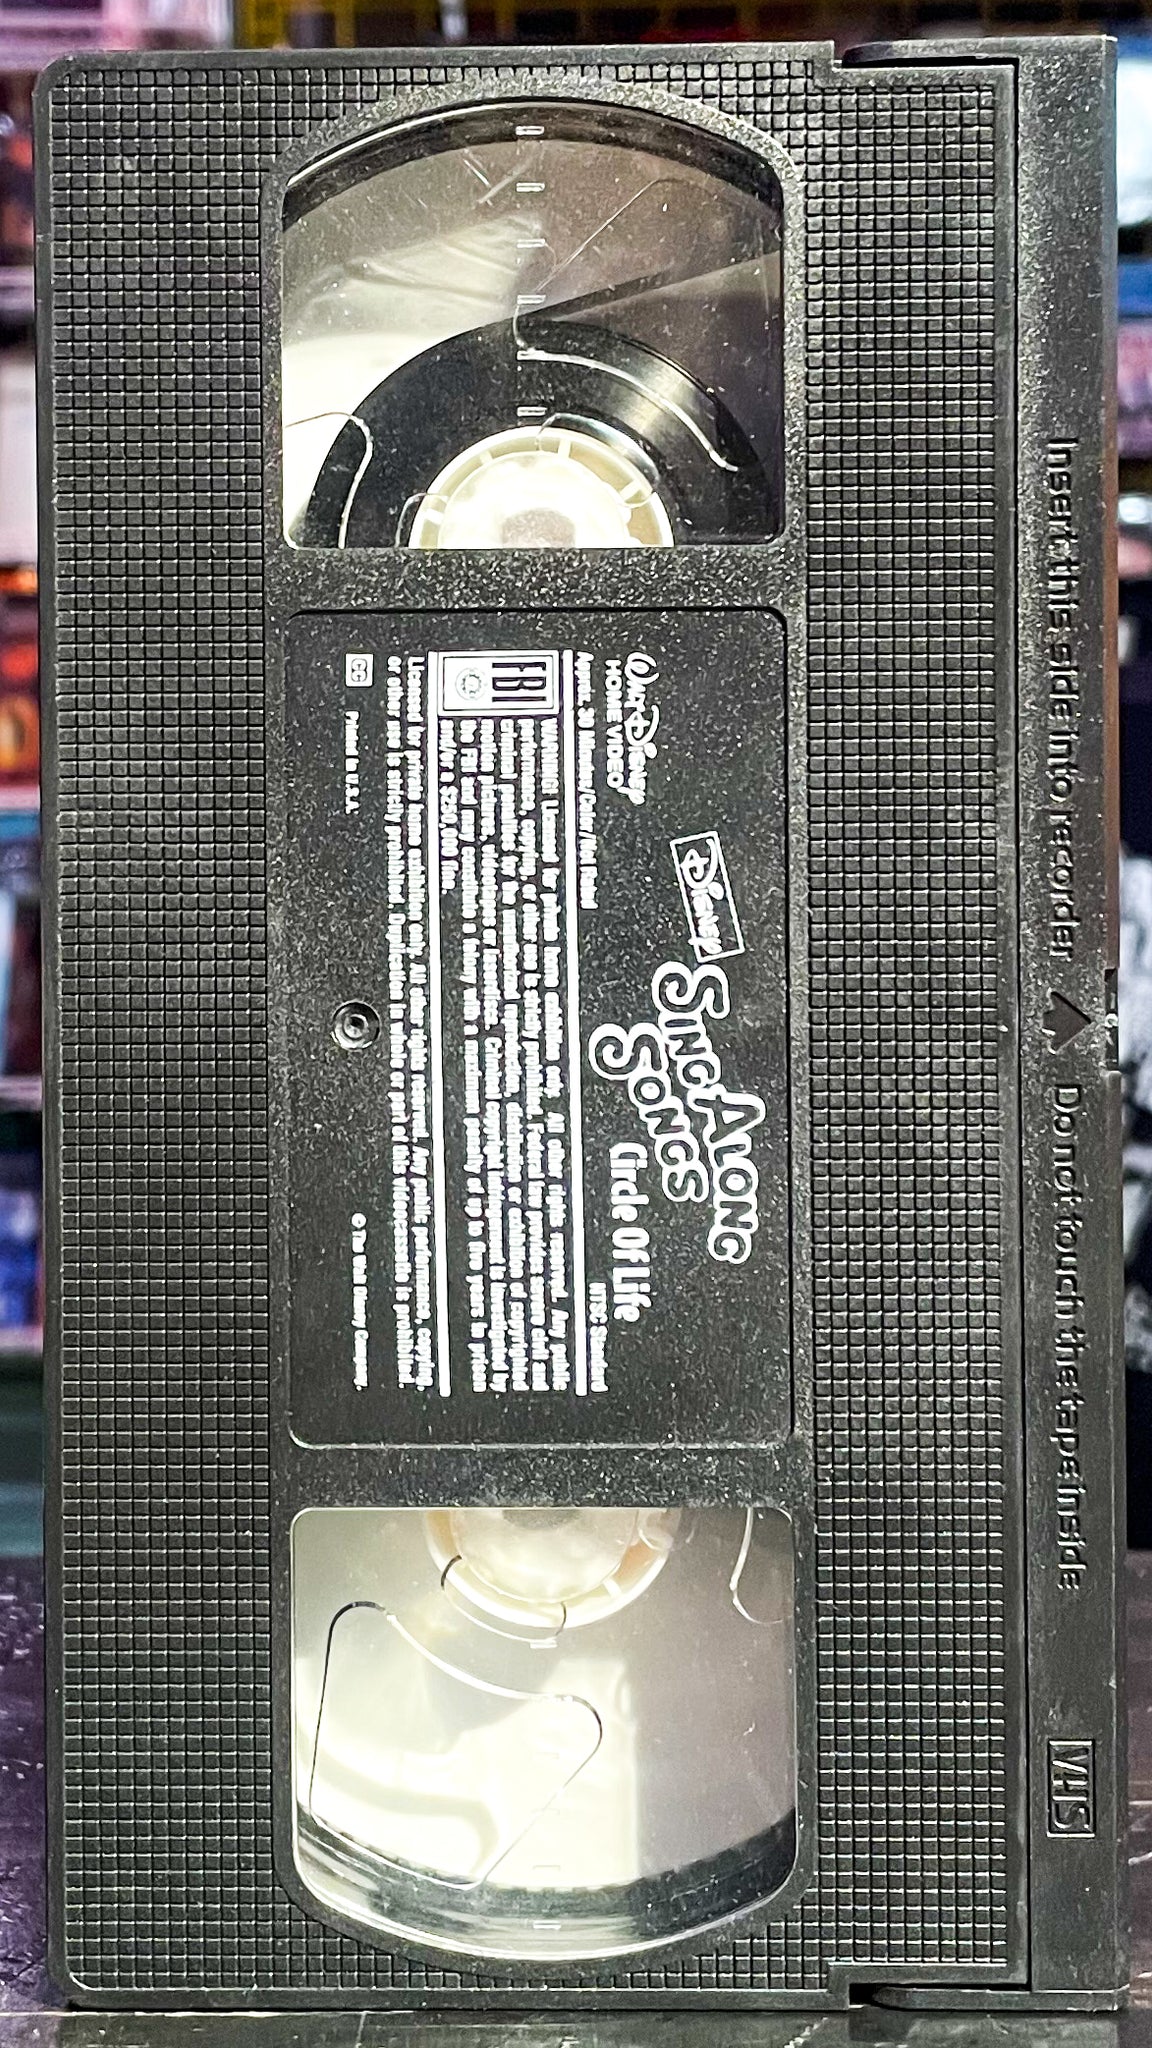 Insert this side into recorder ▲ Do not touch the tape inside
VHS
DISNEY
SING ALONG
SONGS
Circle Of Life
WALT DISNEY
HOME VIDEO
NTSC Standard
Approx. 30 Minutes/Color/Not Rated
FBI
WARNING: Licensed for private home exhibition only. All other rights reserved. Any public
performance, copying, or other use is strictly prohibited. Federal law provides severe civil and
criminal penalties for the unauthorized reproduction, distribution or exhibition of copyrighted
motion pictures, videotapes or videodiscs. Criminal copyright infringement is investigated by
the FBI and may constitute a felony with a maximum penalty of up to five years in prison
and/or a $250,000 fine.
Licensed for private home exhibition only. All other rights reserved. Any public performance, copying,
or other use is strictly prohibited. Duplication in whole or part of this videocassette is prohibited.
CC
Printed in U.S.A.
© The Walt Disney Company.